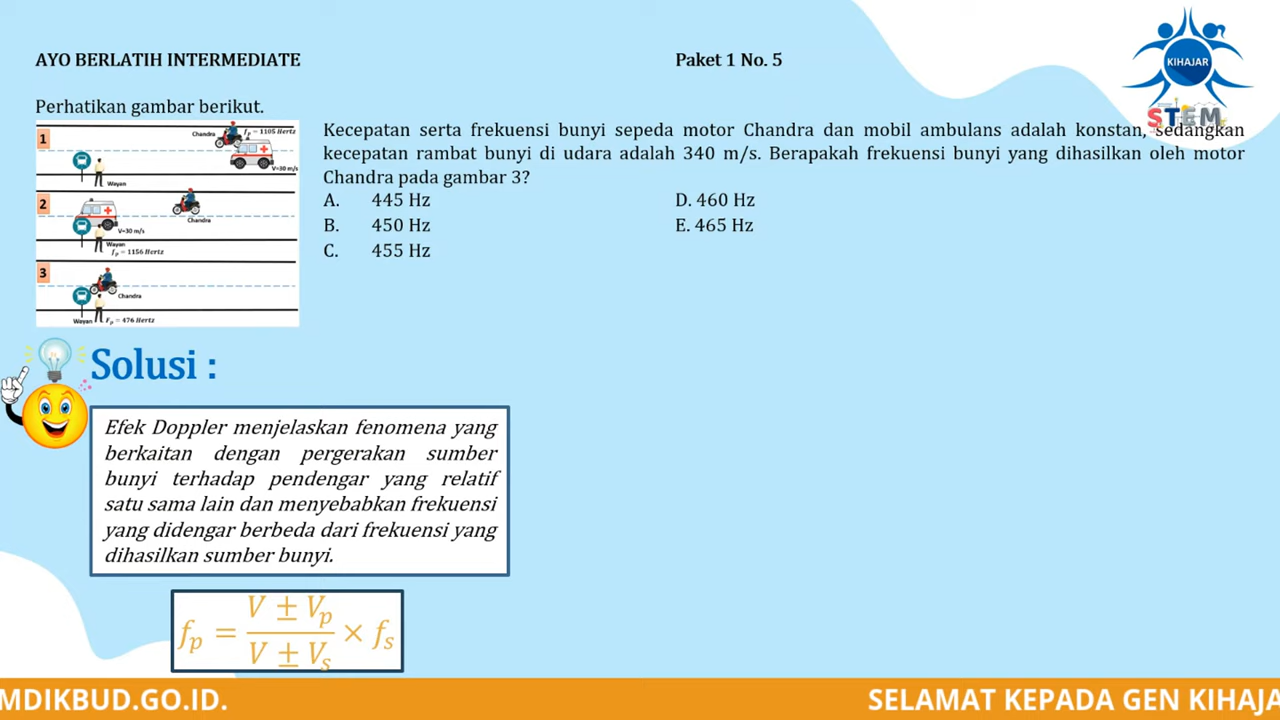 AYO BERLATIH INTERMEDIATE
Paket 1 No. 5
KIHAJAR
STEM
Perhatikan gambar berikut.
1
Chandra
fp = 1105 Hertz
V=30 m/s
Wayan
2
Chandra
V=30 m/s
Wayan
fp = 1156 Hertz
3
Chandra
Wayan
Fp = 476 Hertz
Kecepatan serta frekuensi bunyi sepeda motor Chandra dan mobil ambulans adalah konstan, sedangkan
kecepatan rambat bunyi di udara adalah 340 m/s. Berapakah frekuensi bunyi yang dihasilkan oleh motor
Chandra pada gambar 3?
A. 445 Hz
B. 450 Hz
C. 455 Hz
D. 460 Hz
E. 465 Hz
Solusi :
Efek Doppler menjelaskan fenomena yang
berkaitan dengan pergerakan sumber
bunyi terhadap pendengar yang relatif
satu sama lain dan menyebabkan frekuensi
yang didengar berbeda dari frekuensi yang
dihasilkan sumber bunyi.
fp = (V ± Vp) / (V ± Vs) × fs
MDIKBUD.GO.ID.
SELAMAT KEPADA GEN KIHAJA